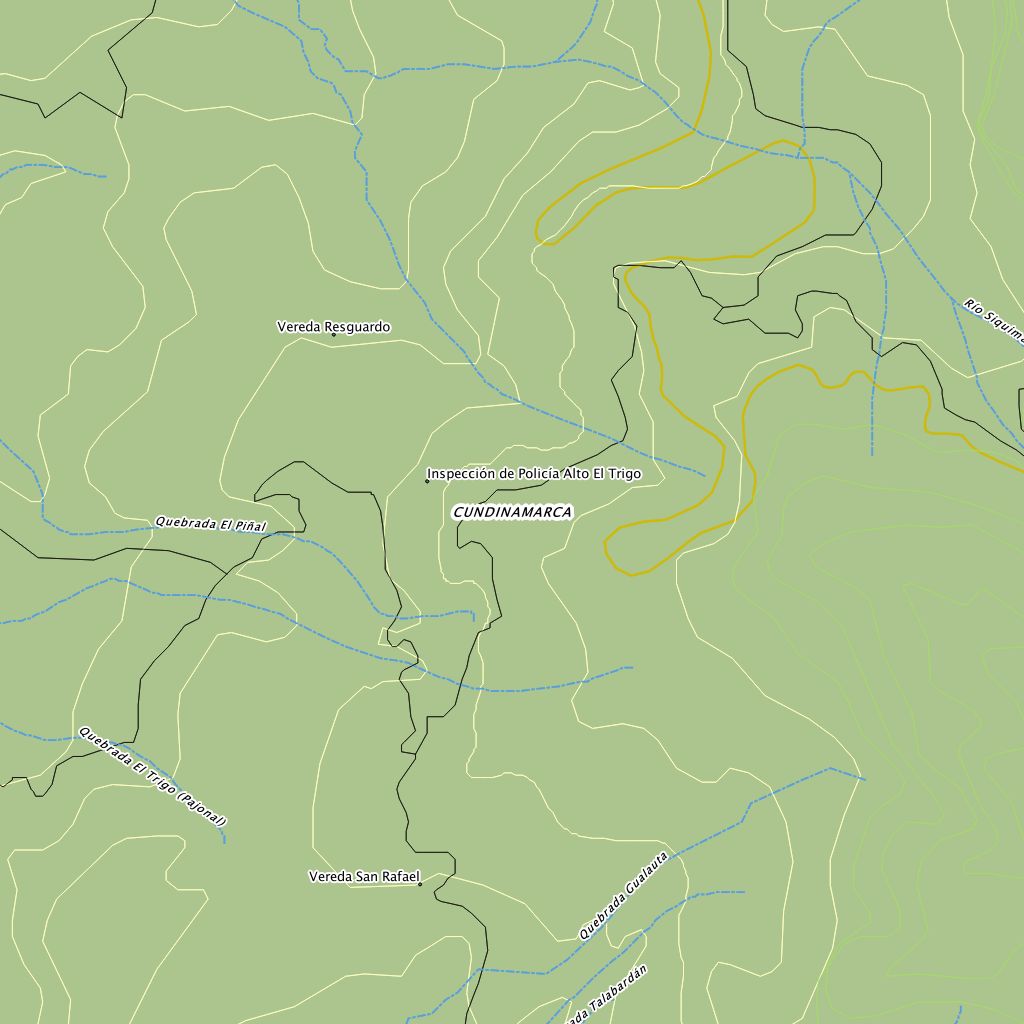 Río Siquima
Vereda Resguardo
Inspección de Policía Alto El Trigo
CUNDINAMARCA
Quebrada El Piñal
Quebrada El Trigo (Pajonal)
Vereda San Rafael
Quebrada Gualauta
ada Talabardán